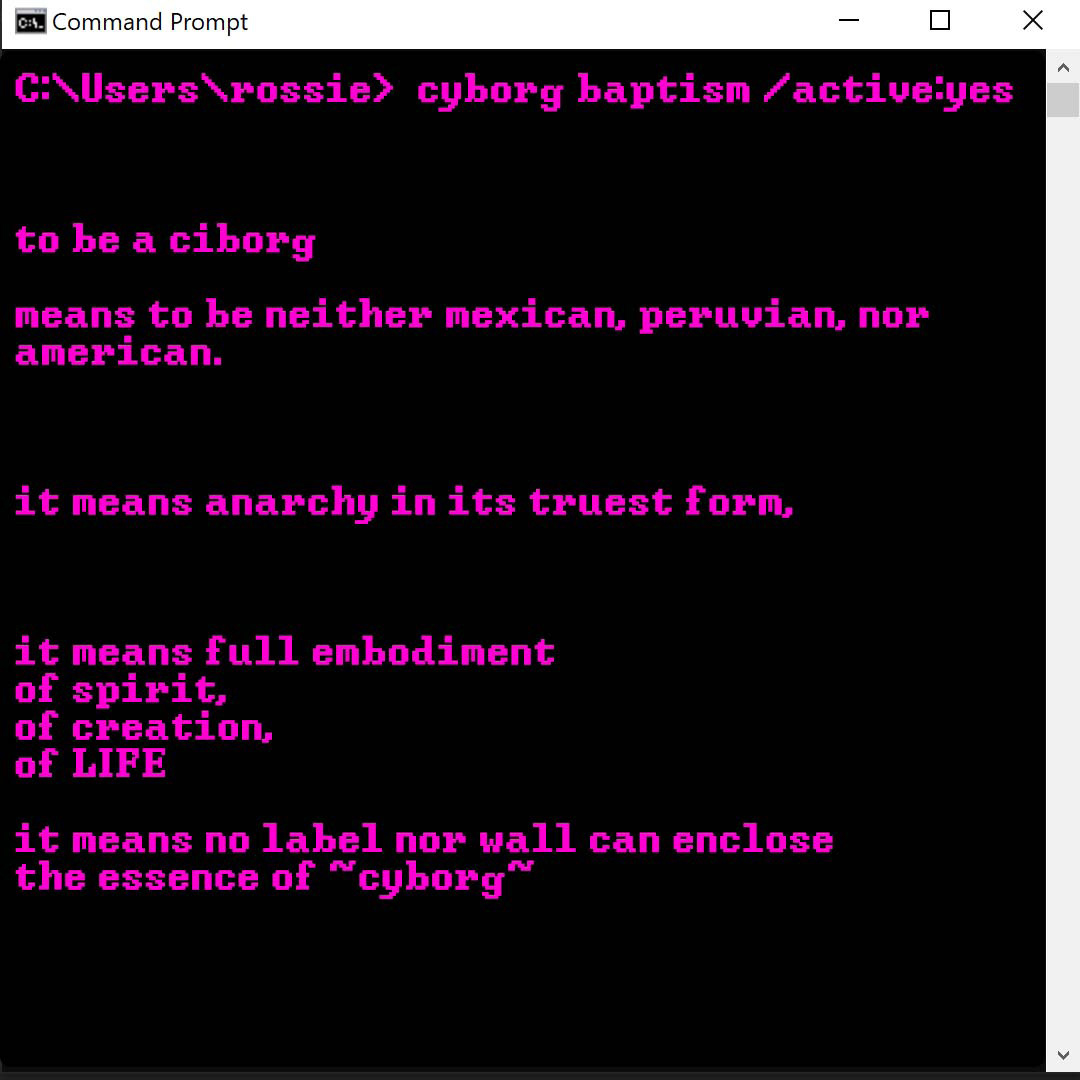 Command Prompt
C:\Users\rossie> cyborg baptism /active:yes
to be a ciborg
means to be neither mexican, peruvian, nor
american.
it means anarchy in its truest form,
it means full embodiment
of spirit,
of creation,
of LIFE
it means no label nor wall can enclose
the essence of ~cyborg~